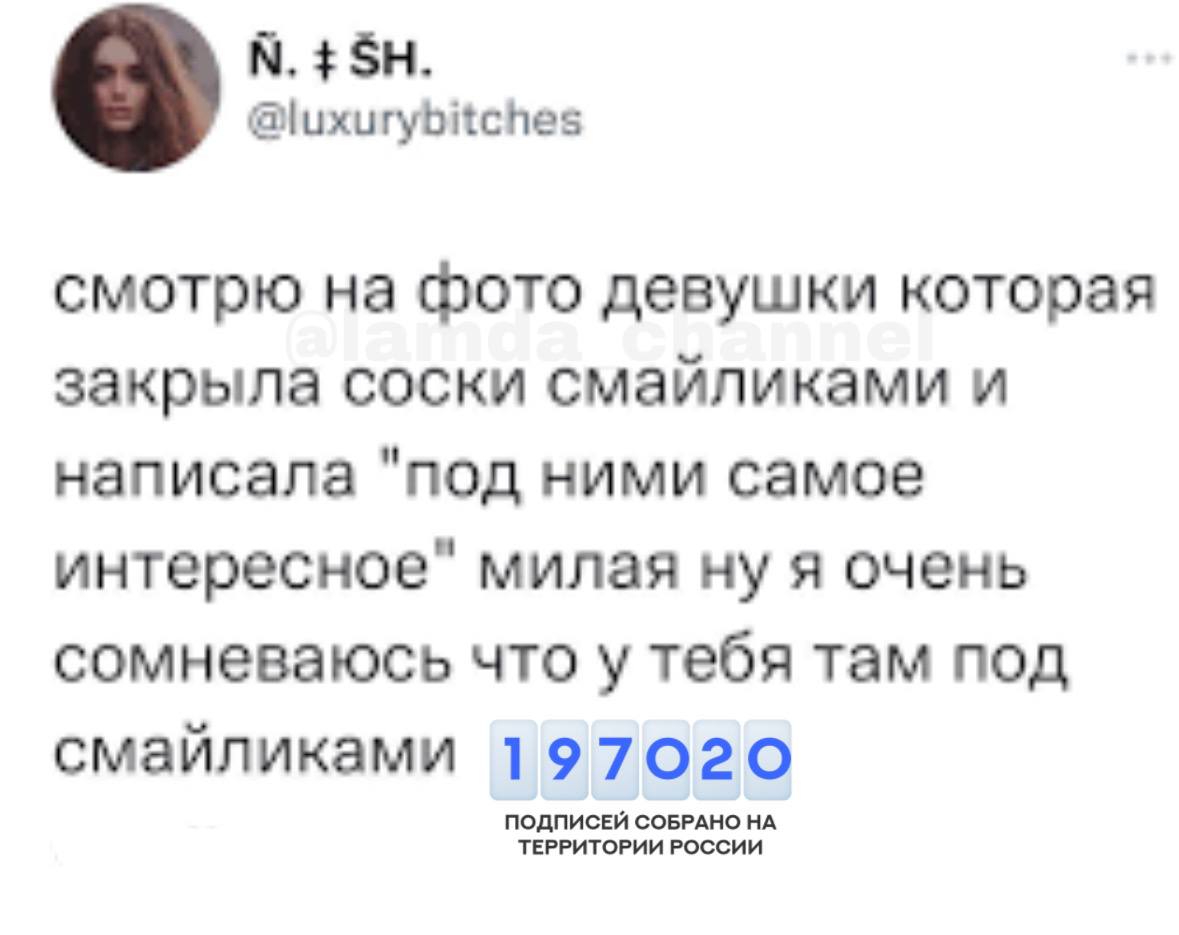 Ñ. ‡ ŠH.
@luxurybitches
смотрю на фото девушки которая
@lamda_channel
закрыла соски смайликами и
написала "под ними самое
интересное" милая ну я очень
сомневаюсь что у тебя там под
смайликами 197020
ПОДПИСЕЙ СОБРАНО НА
ТЕРРИТОРИИ РОССИИ